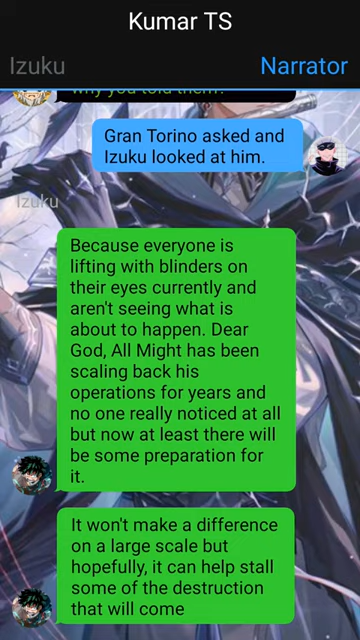 Kumar TS
Izuku
Narrator
why you told them?
Gran Torino asked and
Izuku looked at him.
Izuku
Because everyone is
lifting with blinders on
their eyes currently and
aren't seeing what is
about to happen. Dear
God, All Might has been
scaling back his
operations for years and
no one really noticed at all
but now at least there will
be some preparation for
it.
It won't make a difference
on a large scale but
hopefully, it can help stall
some of the destruction
that will come